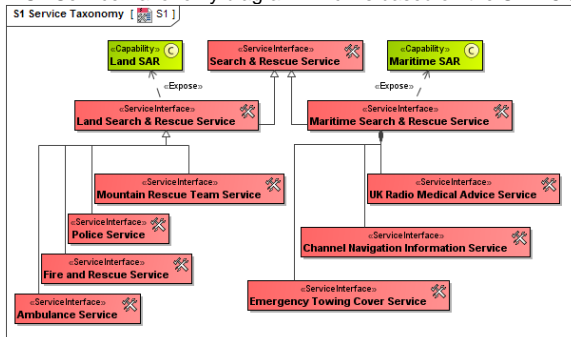 S1 Service Taxonomy [ S1 ]
«Capability» C
Land SAR
«ServiceInterface»
Search & Rescue Service
«Capability» C
Maritime SAR
«Expose»
«Expose»
«ServiceInterface»
Land Search & Rescue Service
«ServiceInterface»
Maritime Search & Rescue Service
«ServiceInterface»
Mountain Rescue Team Service
«ServiceInterface»
UK Radio Medical Advice Service
«ServiceInterface»
Police Service
«ServiceInterface»
Channel Navigation Information Service
«ServiceInterface»
Fire and Rescue Service
«ServiceInterface»
Emergency Towing Cover Service
«ServiceInterface»
Ambulance Service